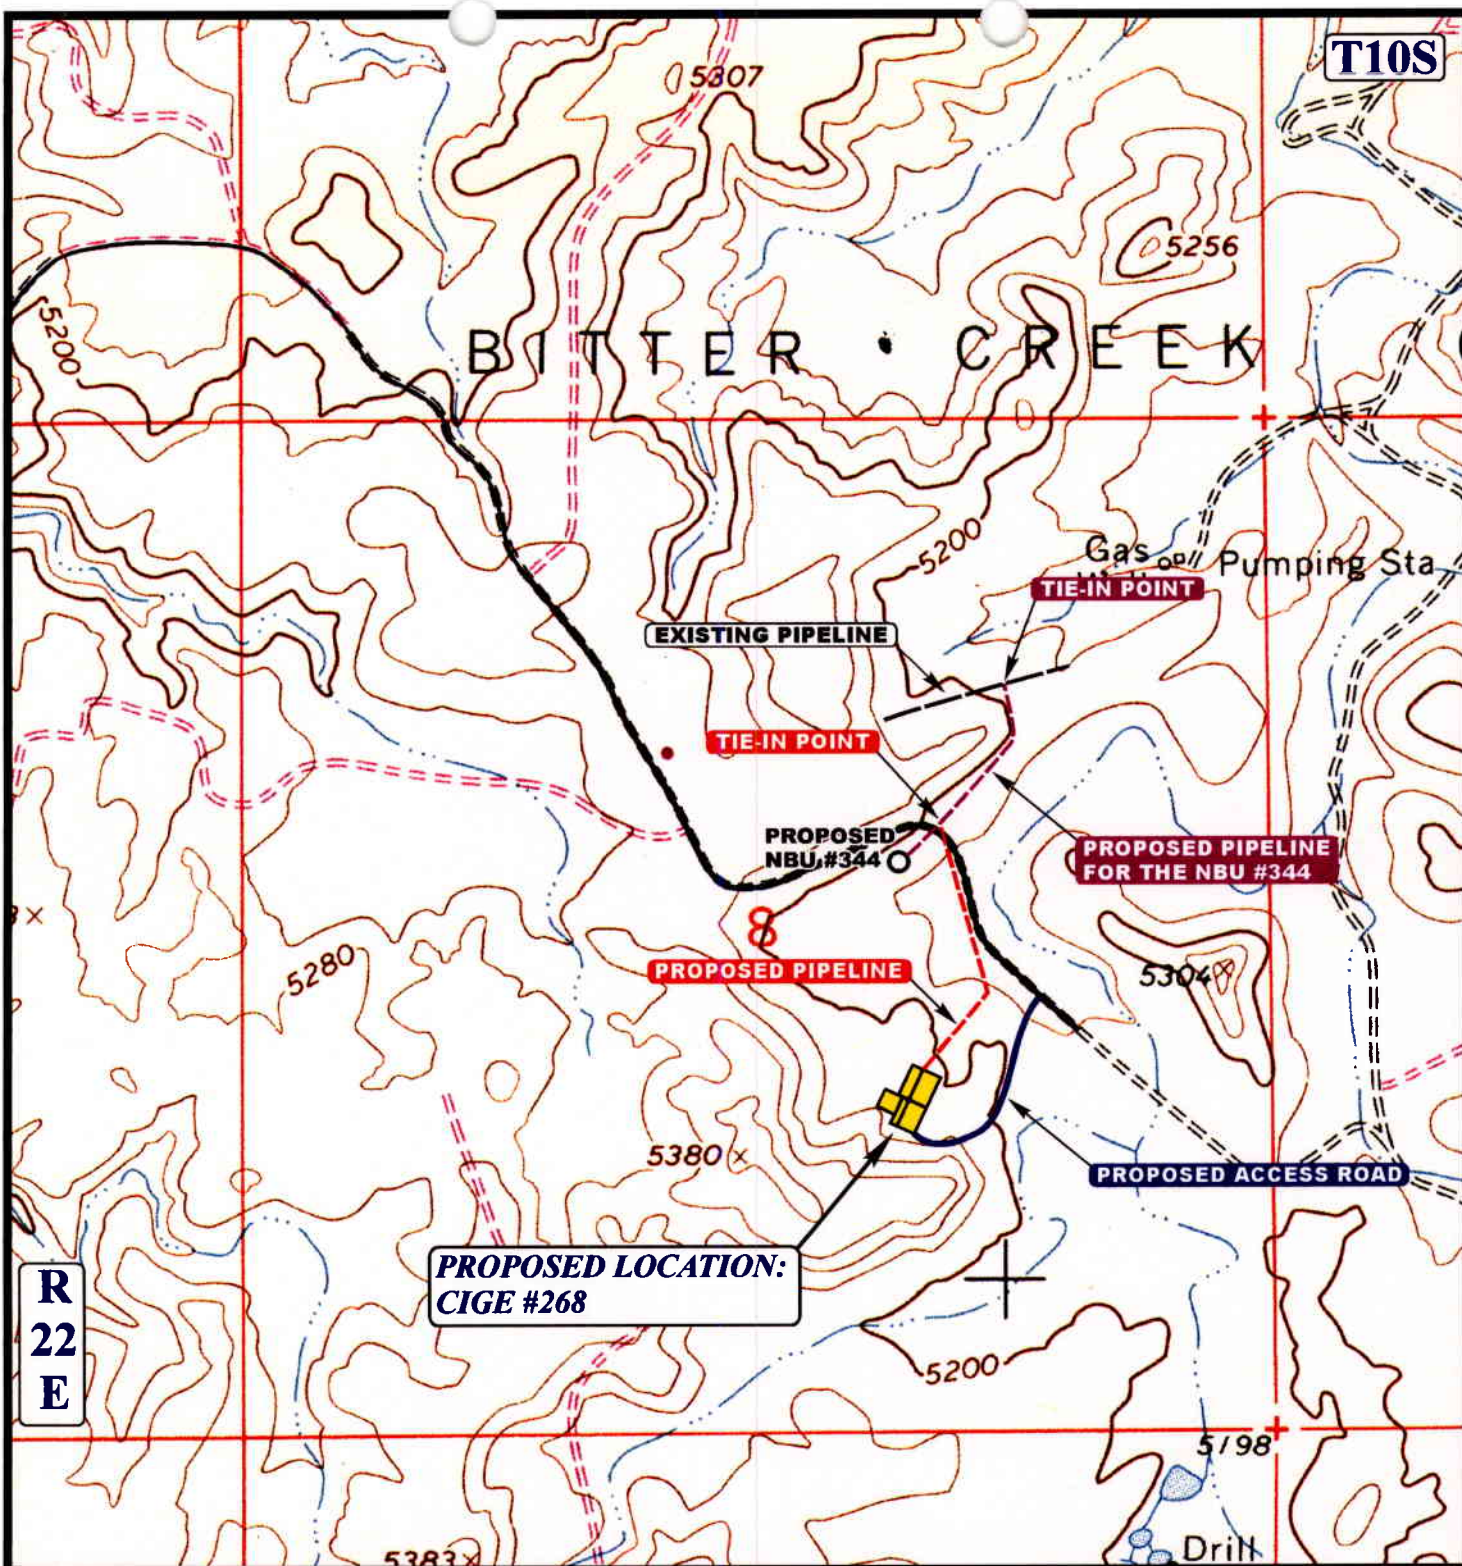 T10S
5307
5256
5200
BITTER CREEK
5200
Gas
Pumping Sta
TIE-IN POINT
EXISTING PIPELINE
TIE-IN POINT
PROPOSED
NBU #344
PROPOSED PIPELINE
FOR THE NBU #344
8
5280
PROPOSED PIPELINE
5304
5380
PROPOSED ACCESS ROAD
PROPOSED LOCATION:
CIGE #268
R
22
E
5200
5198
5383
Drill